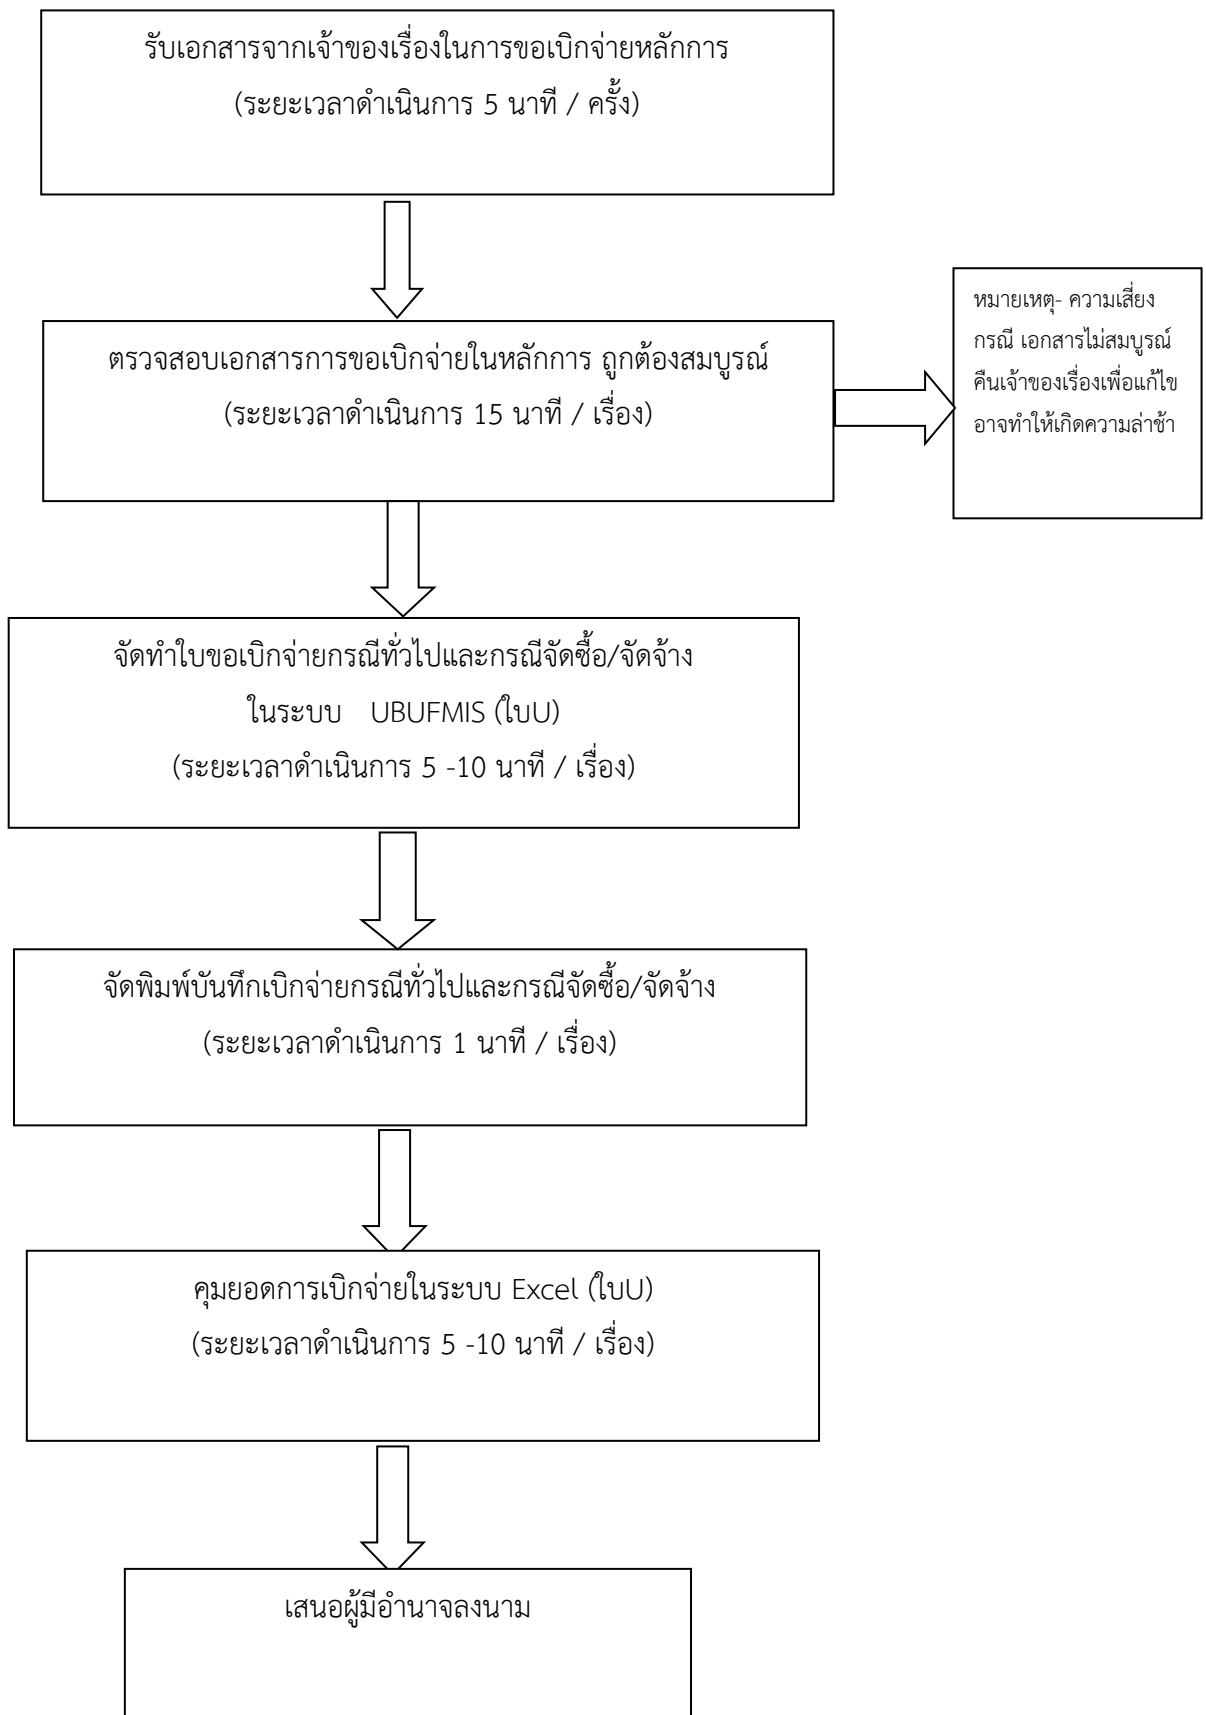 รับเอกสารจากเจ้าของเรื่องในการขอเบิกจ่ายหลักการ
(ระยะเวลาดำเนินการ 5 นาที / ครั้ง)
ตรวจสอบเอกสารการขอเบิกจ่ายในหลักการ ถูกต้องสมบูรณ์
(ระยะเวลาดำเนินการ 15 นาที / เรื่อง)
หมายเหตุ- ความเสี่ยง
กรณี เอกสารไม่สมบูรณ์
คืนเจ้าของเรื่องเพื่อแก้ไข
อาจทำให้เกิดความล่าช้า
จัดทำใบขอเบิกจ่ายกรณีทั่วไปและกรณีจัดซื้อ/จัดจ้าง
ในระบบ UBUFMIS (ใบU)
(ระยะเวลาดำเนินการ 5 -10 นาที / เรื่อง)
จัดพิมพ์บันทึกเบิกจ่ายกรณีทั่วไปและกรณีจัดซื้อ/จัดจ้าง
(ระยะเวลาดำเนินการ 1 นาที / เรื่อง)
คุมยอดการเบิกจ่ายในระบบ Excel (ใบU)
(ระยะเวลาดำเนินการ 5 -10 นาที / เรื่อง)
เสนอผู้มีอำนาจลงนาม